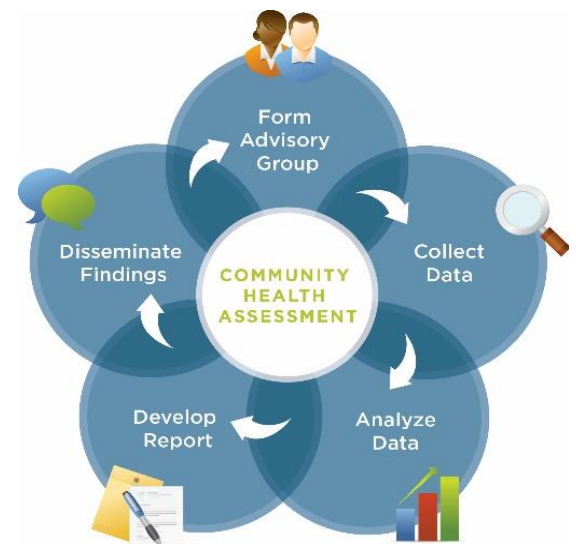 Form
Advisory
Group
Collect
Data
Analyze
Data
Develop
Report
Disseminate
Findings
COMMUNITY
HEALTH
ASSESSMENT